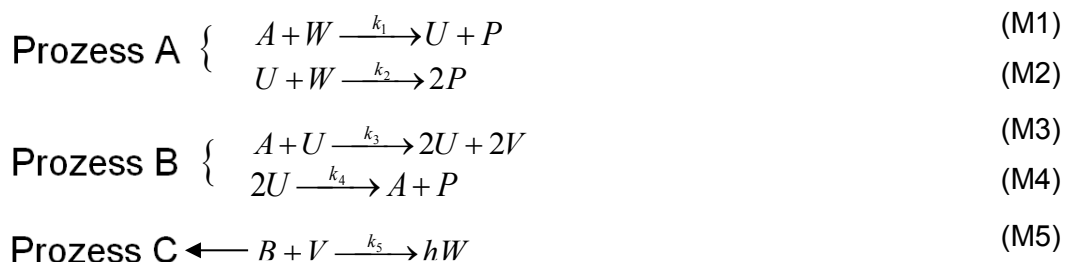 Prozess A { A + W —k₁→ U + P (M1)
U + W —k₂→ 2P (M2)
Prozess B { A + U —k₃→ 2U + 2V (M3)
2U —k₄→ A + P (M4)
Prozess C ← B + V —k₅→ hW (M5)